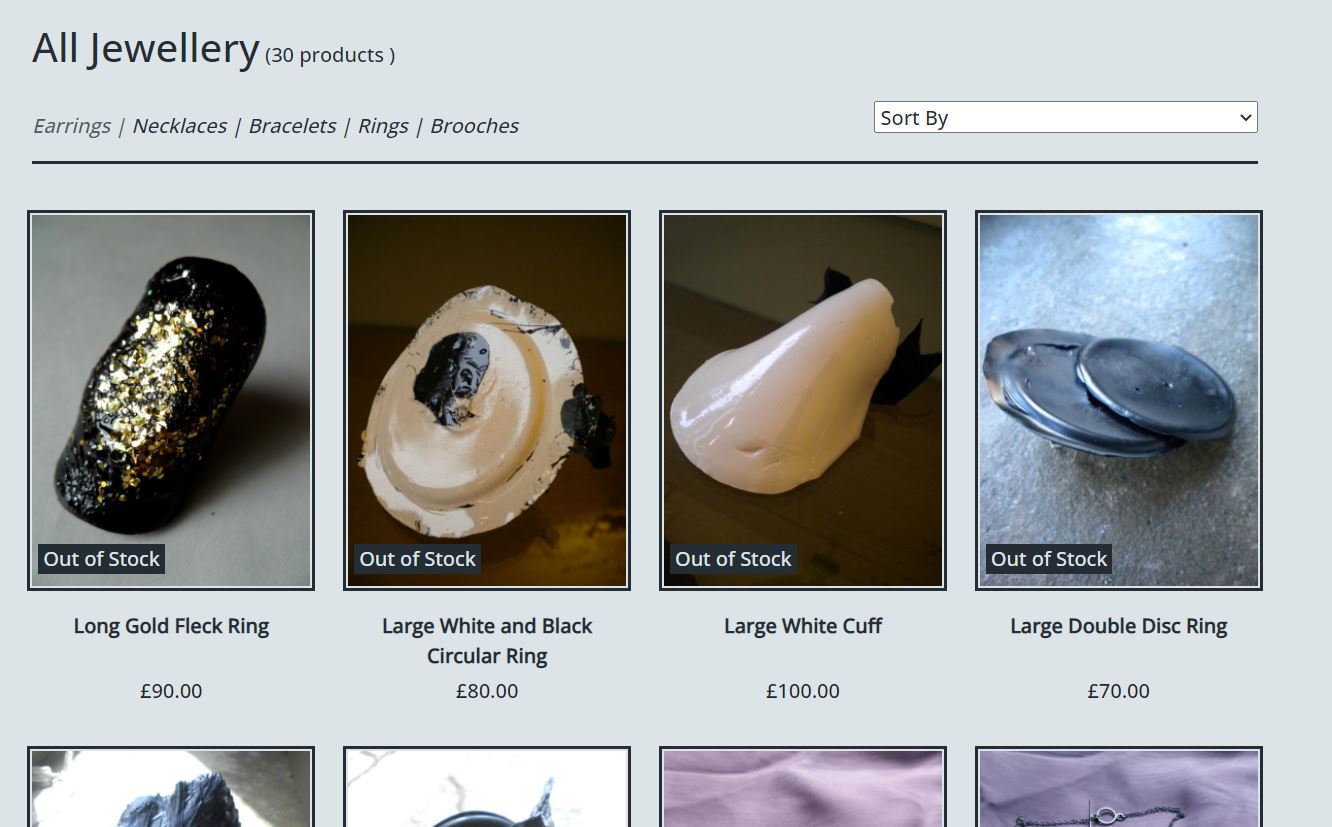 All Jewellery (30 products )
Earrings | Necklaces | Bracelets | Rings | Brooches
Sort By
Out of Stock
Out of Stock
Out of Stock
Out of Stock
Long Gold Fleck Ring
Large White and Black
Circular Ring
Large White Cuff
Large Double Disc Ring
£90.00
£80.00
£100.00
£70.00